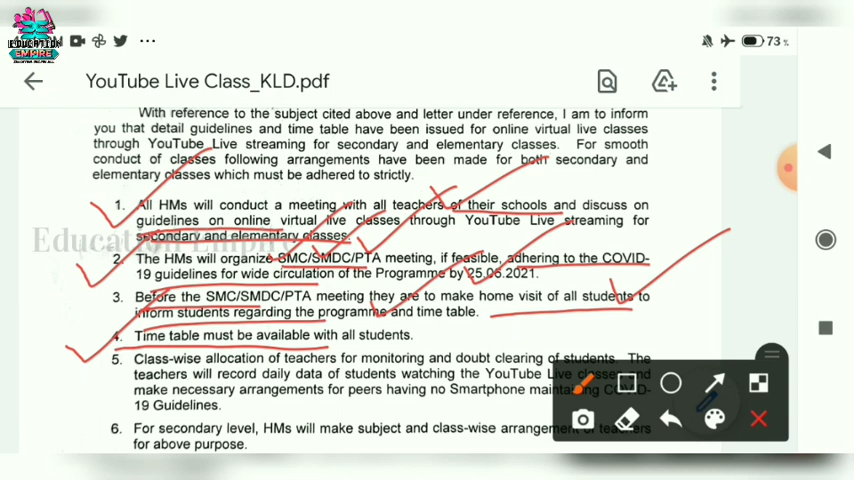 EDUCATION
EMPIRE
73%
YouTube Live Class_KLD.pdf
With reference to the subject cited above and letter under reference, I am to inform
you that detail guidelines and time table have been issued for online virtual live classes
through YouTube Live streaming for secondary and elementary classes. For smooth
conduct of classes following arrangements have been made for both secondary and
elementary classes which must be adhered to strictly.
1. All HMs will conduct a meeting with all teachers of their schools and discuss on
guidelines on online virtual live classes through YouTube Live streaming for
secondary and elementary classes.
Education Empire
2. The HMs will organize SMC/SMDC/PTA meeting, if feasible, adhering to the COVID-
19 guidelines for wide circulation of the Programme by 25.06.2021.
3. Before the SMC/SMDC/PTA meeting they are to make home visit of all students to
inform students regarding the programme and time table.
4. Time table must be available with all students.
5. Class-wise allocation of teachers for monitoring and doubt clearing of students. The
teachers will record daily data of students watching the YouTube Live classes and
make necessary arrangements for peers having no Smartphone maintaining COVID-
19 Guidelines.
6. For secondary level, HMs will make subject and class-wise arrangement of teachers
for above purpose.